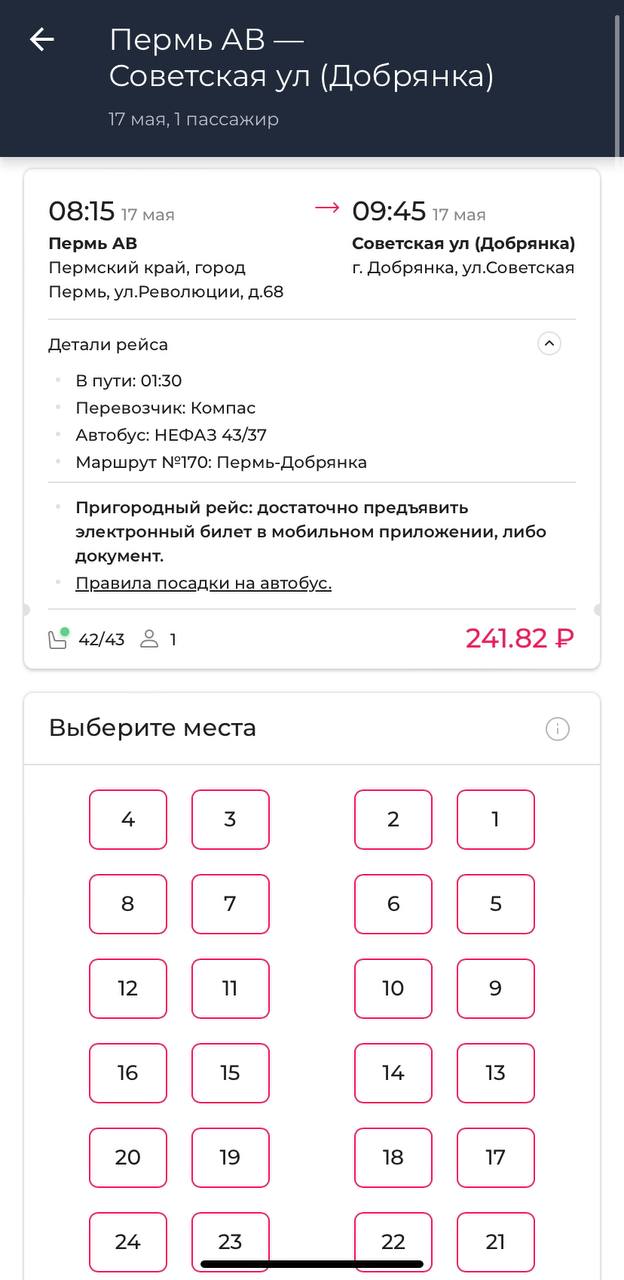 Пермь АВ —
Советская ул (Добрянка)
17 мая, 1 пассажир
08:15 17 мая → 09:45 17 мая
Пермь АВ Советская ул (Добрянка)
Пермский край, город г. Добрянка, ул.Советская
Пермь, ул.Революции, д.68
Детали рейса
В пути: 01:30
Перевозчик: Компас
Автобус: НЕФАЗ 43/37
Маршрут №170: Пермь-Добрянка
Пригородный рейс: достаточно предъявить
электронный билет в мобильном приложении, либо
документ.
Правила посадки на автобус.
42/43 1 241.82 ₽
Выберите места
4 3 2 1
8 7 6 5
12 11 10 9
16 15 14 13
20 19 18 17
24 23 22 21